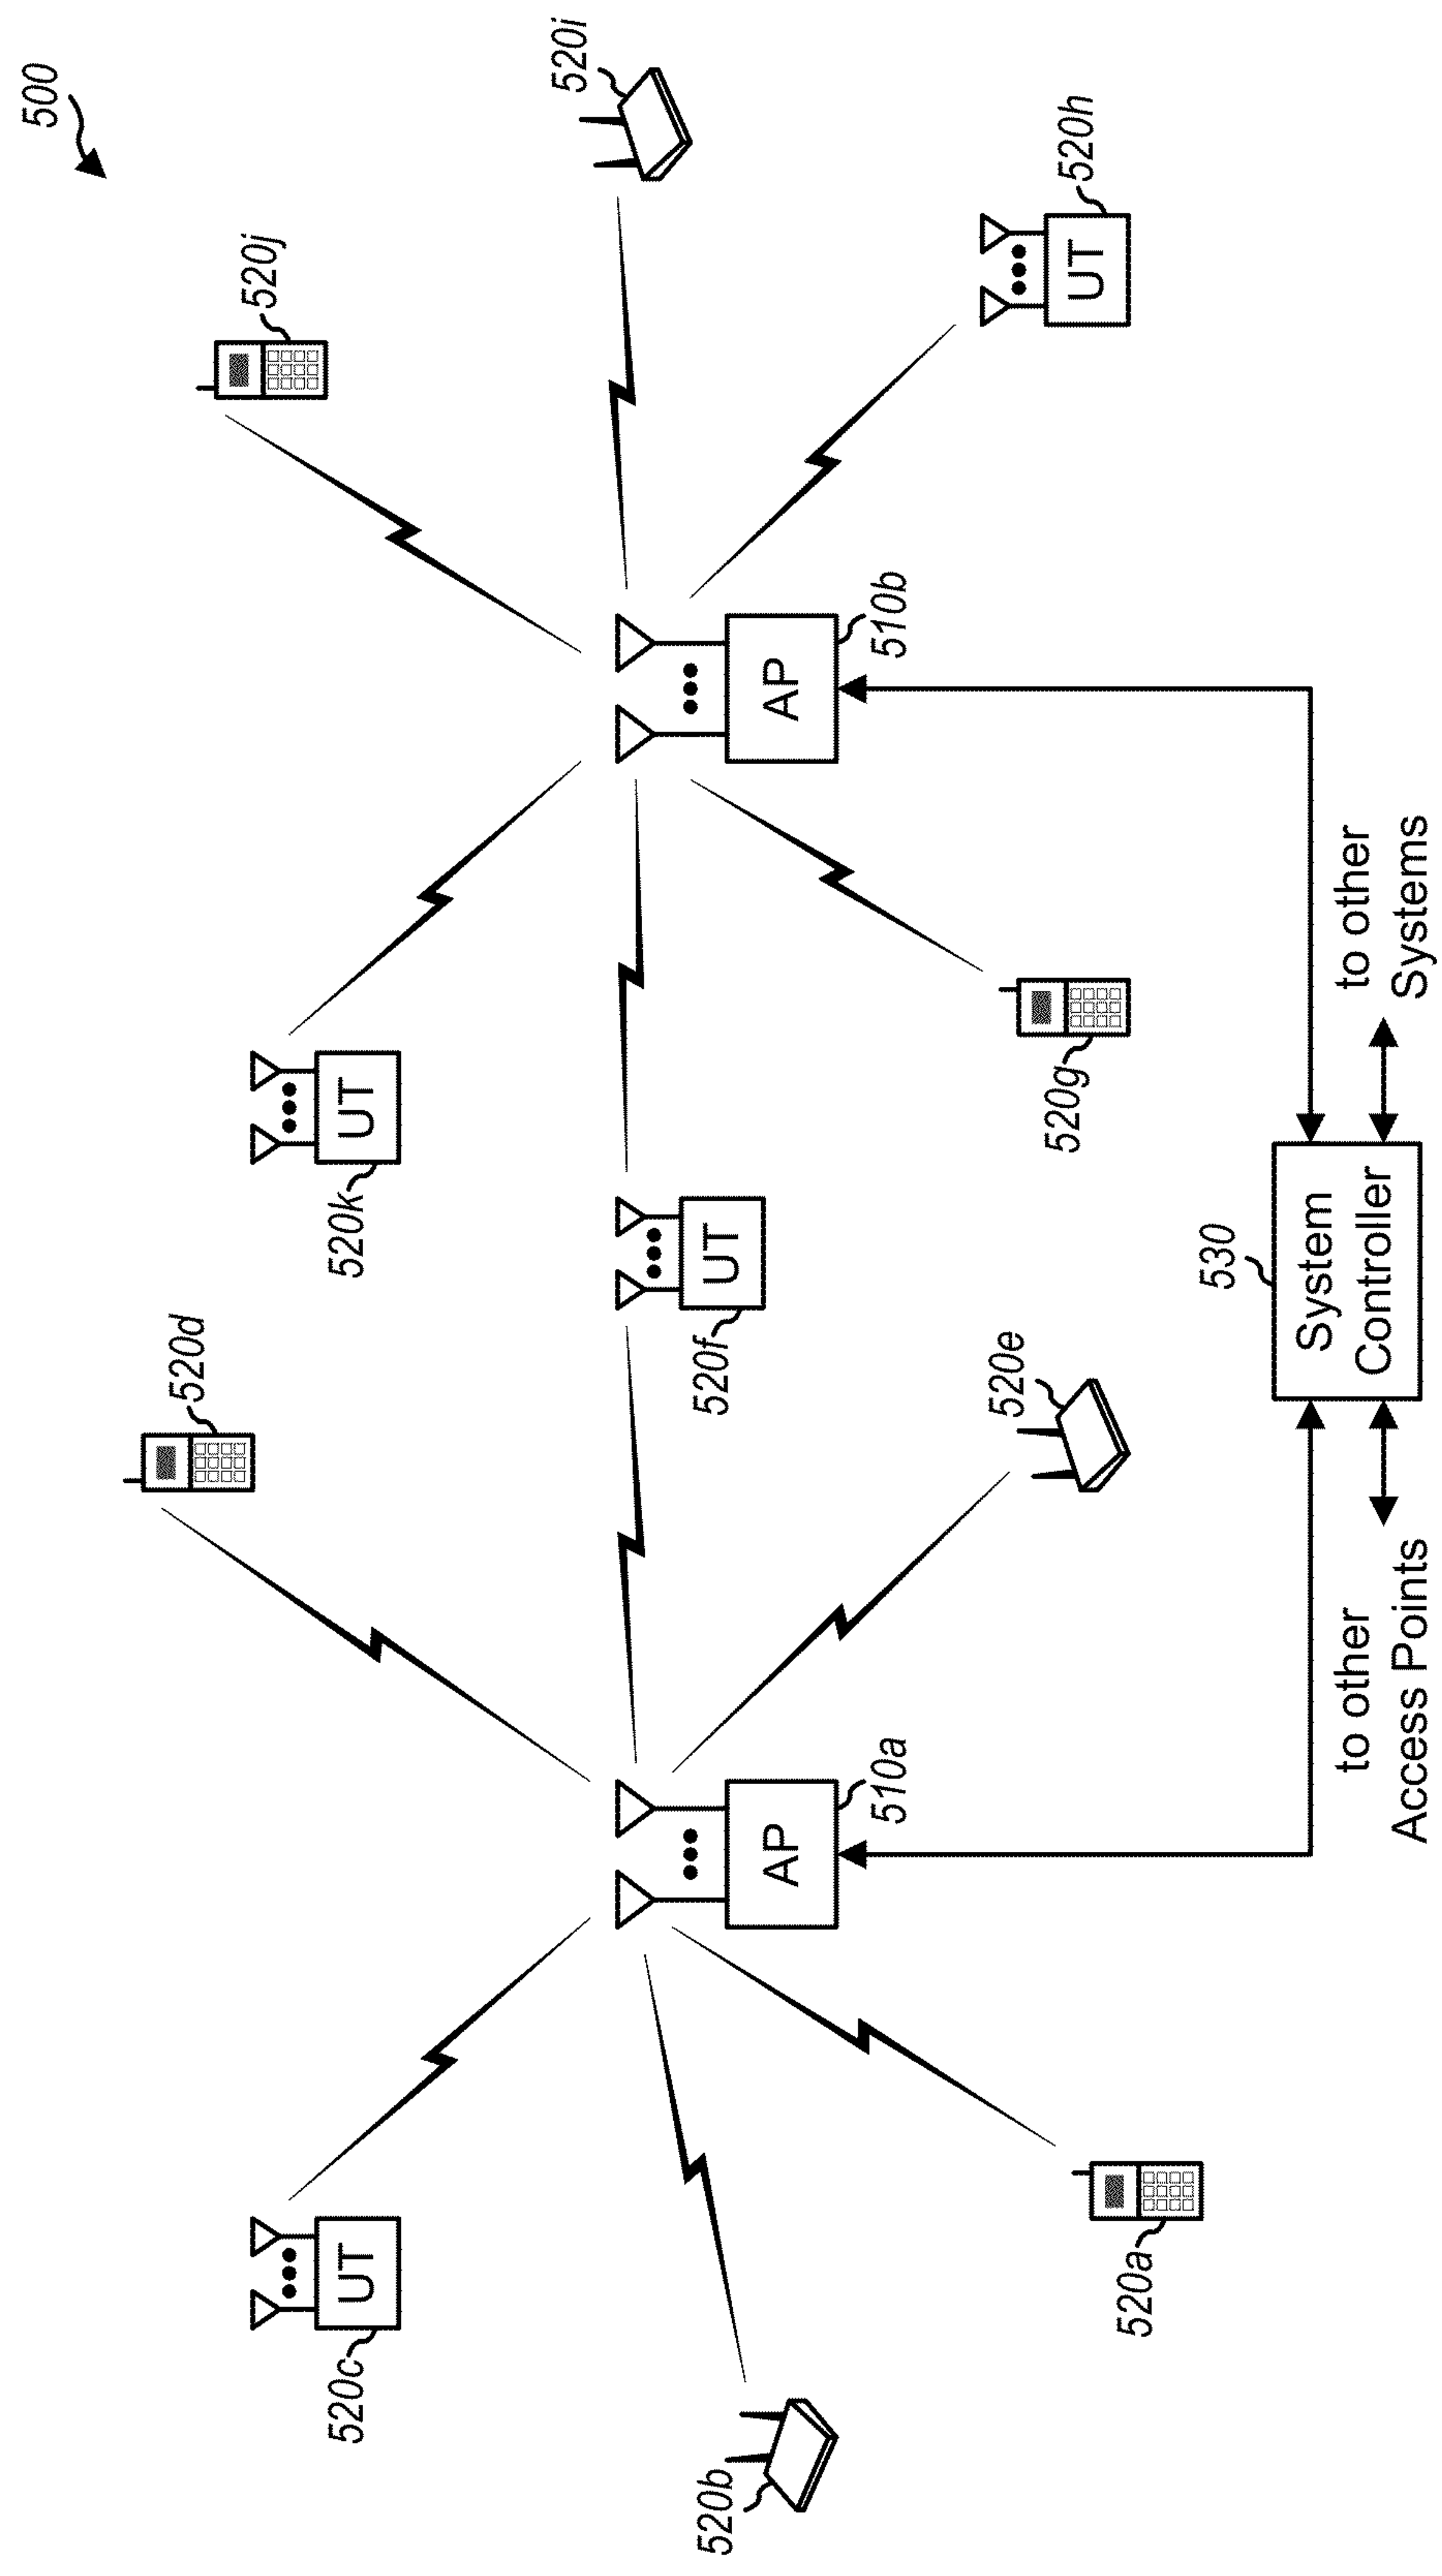 500
520d
520j
520c
UT
520k
UT
520i
520f
UT
520b
AP
510a
AP
510b
520e
520g
520h
UT
520a
530
System
Controller
to other
Access Points
to other
Systems